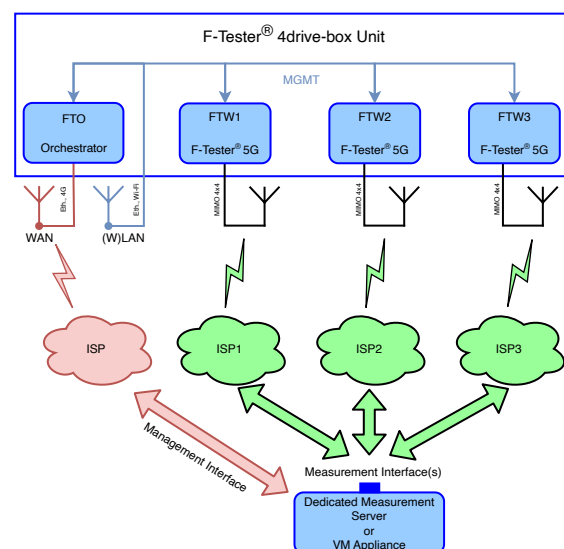 F-Tester® 4drive-box Unit
MGMT
FTO
Orchestrator
FTW1
F-Tester® 5G
FTW2
F-Tester® 5G
FTW3
F-Tester® 5G
Eth., 4G
Eth., Wi-Fi
MIMO 4x4
MIMO 4x4
MIMO 4x4
WAN
(W)LAN
ISP
ISP1
ISP2
ISP3
Management Interface
Measurement Interface(s)
Dedicated Measurement
Server
or
VM Appliance